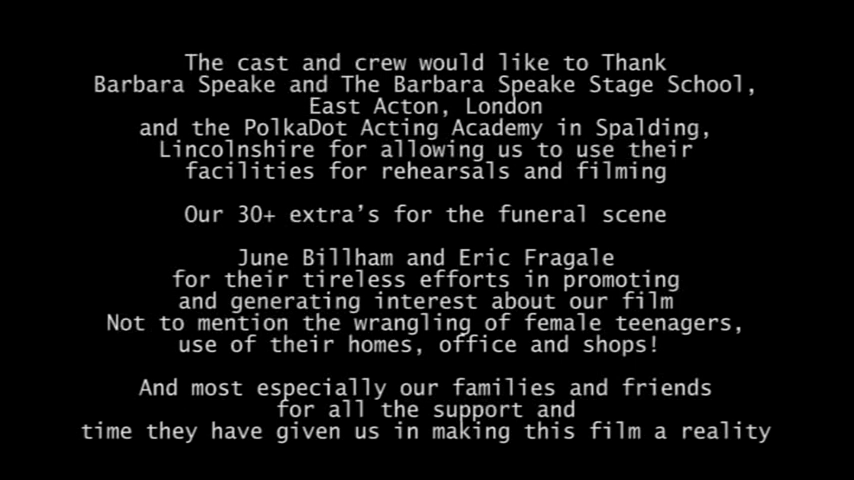 The cast and crew would like to Thank
Barbara Speake and The Barbara Speake Stage School,
East Acton, London
and the PolkaDot Acting Academy in Spalding,
Lincolnshire for allowing us to use their
facilities for rehearsals and filming
Our 30+ extra's for the funeral scene
June Billham and Eric Fragale
for their tireless efforts in promoting
and generating interest about our film
Not to mention the wrangling of female teenagers,
use of their homes, office and shops!
And most especially our families and friends
for all the support and
time they have given us in making this film a reality